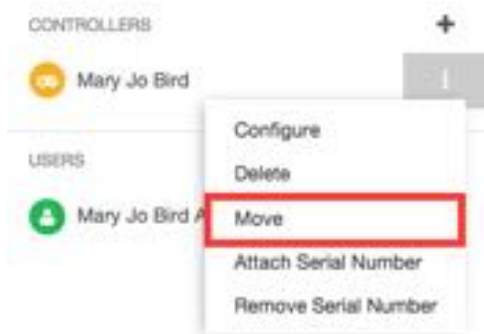 CONTROLLERS +
Mary Jo Bird
Configure
USERS
Delete
Mary Jo Bird A
Move
Attach Serial Number
Remove Serial Number